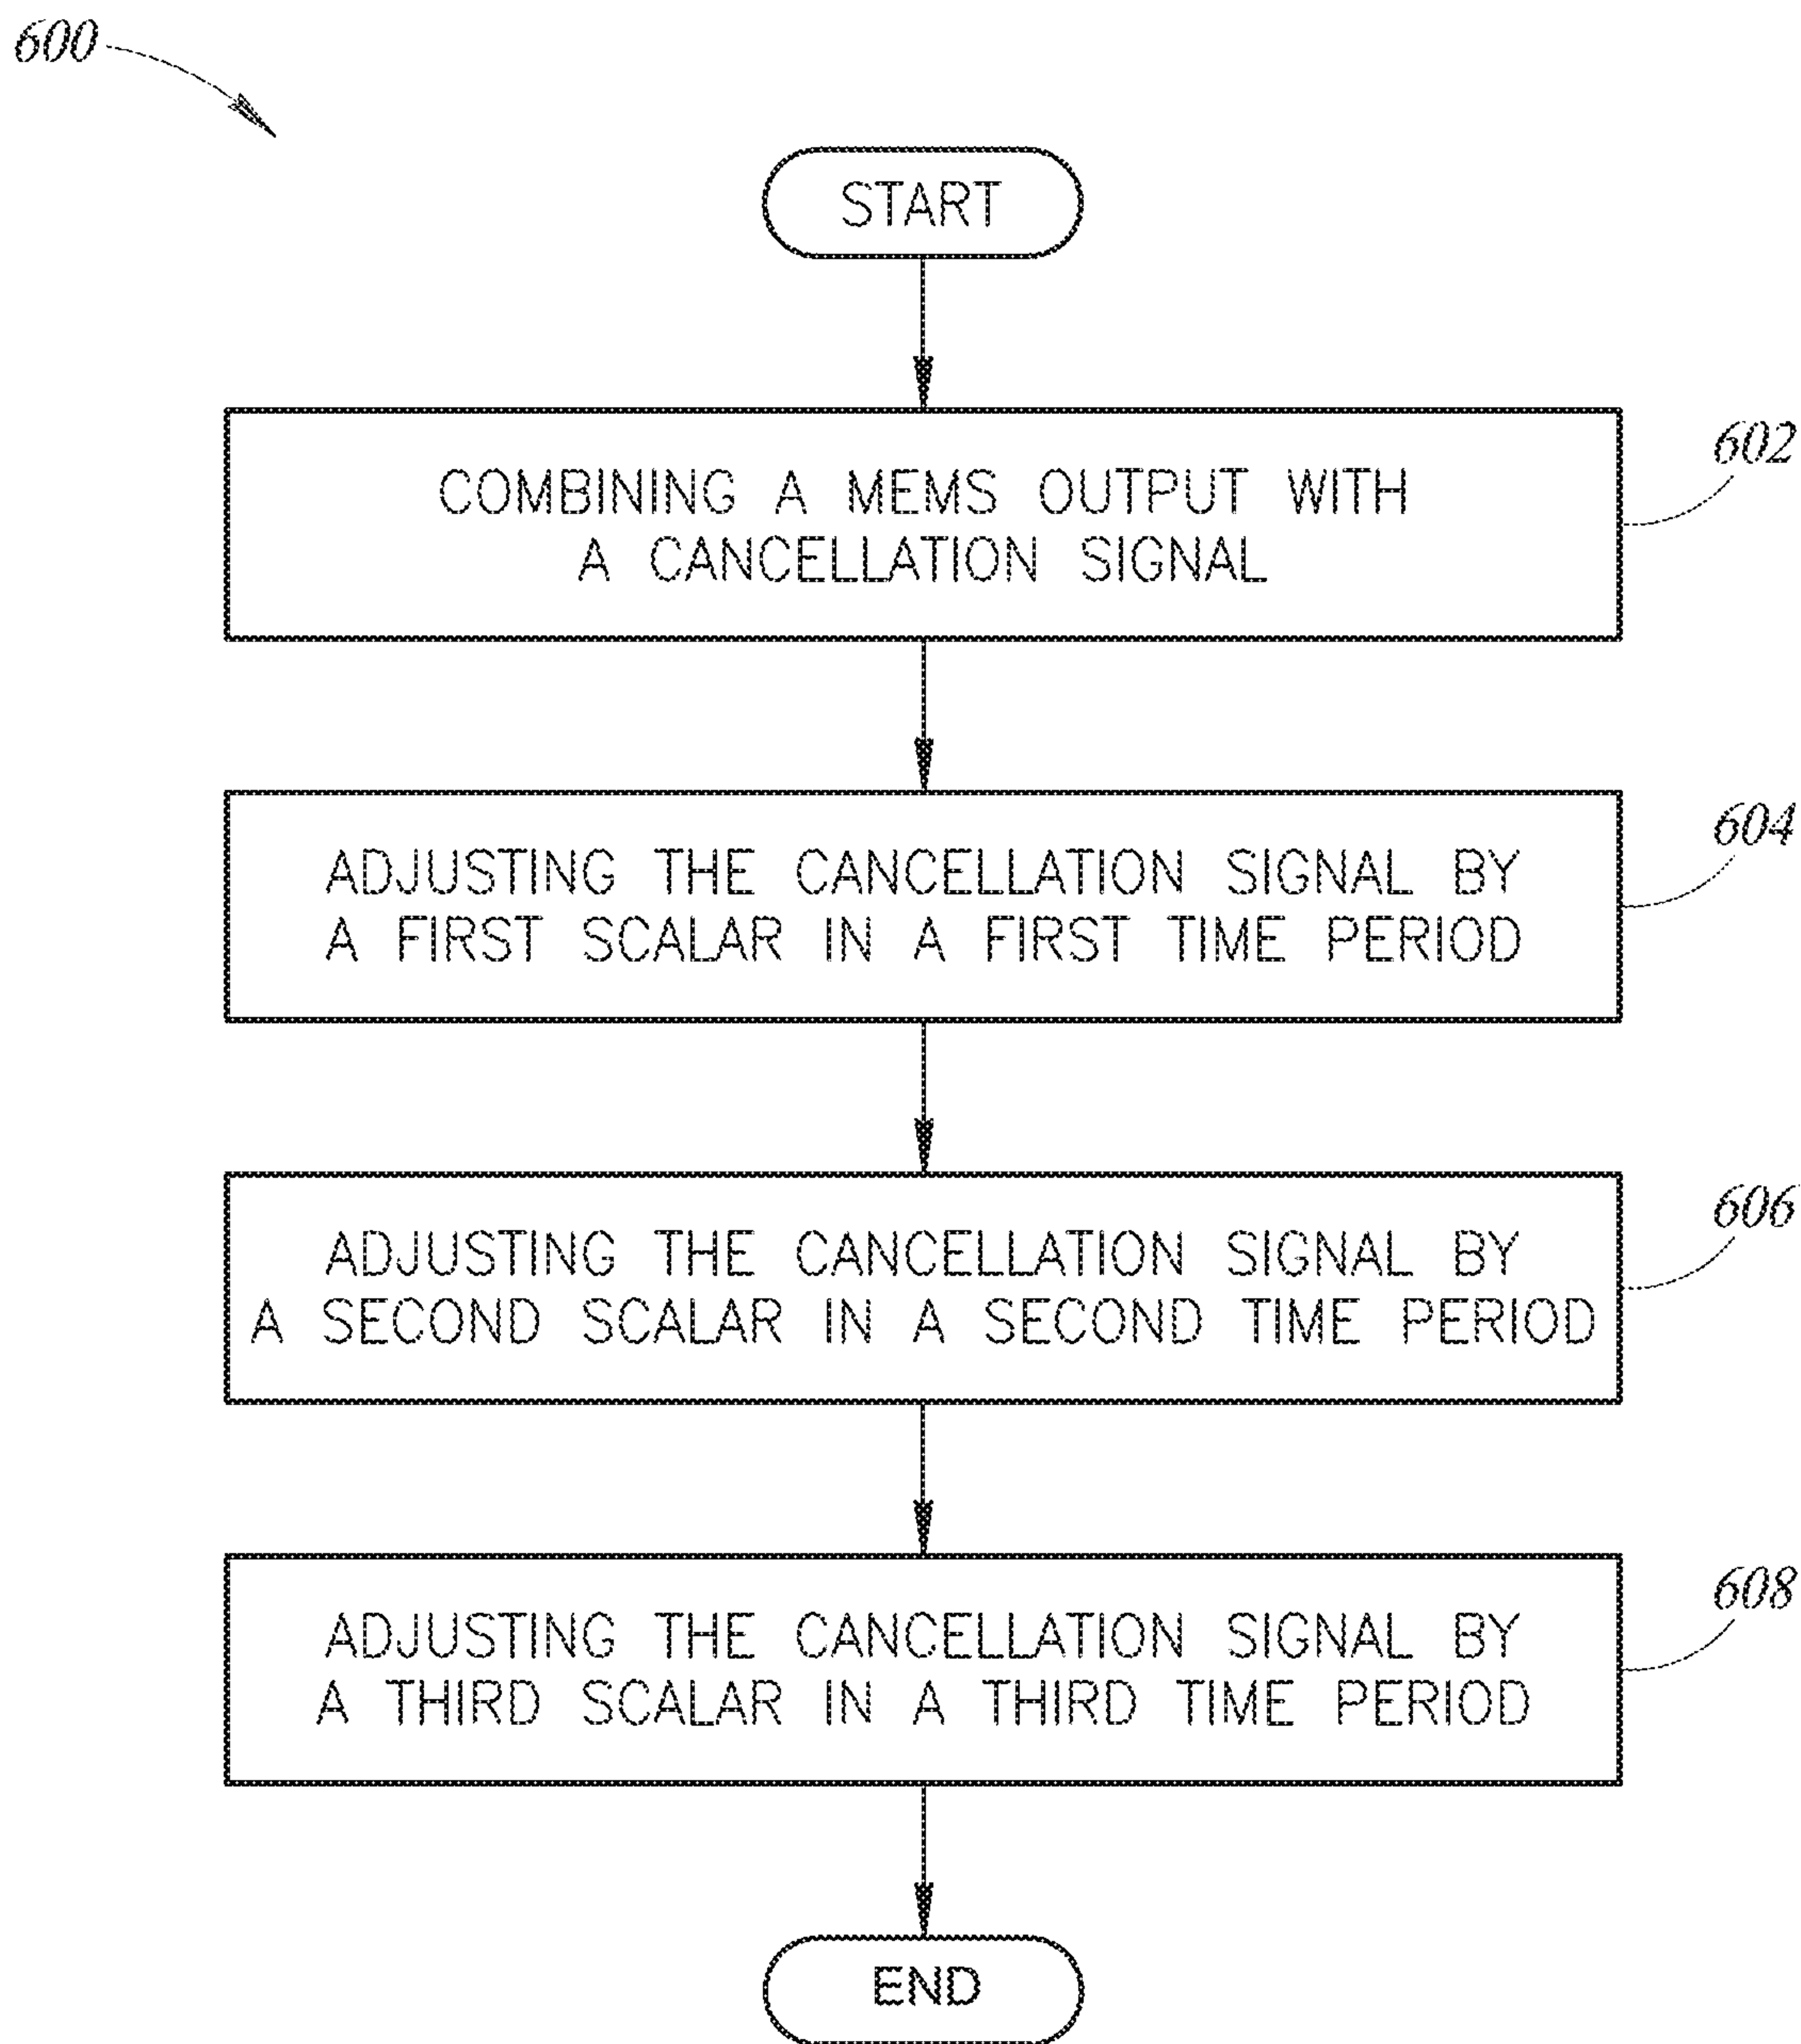 600
START
COMBINING A MEMS OUTPUT WITH
A CANCELLATION SIGNAL
602
ADJUSTING THE CANCELLATION SIGNAL BY
A FIRST SCALAR IN A FIRST TIME PERIOD
604
ADJUSTING THE CANCELLATION SIGNAL BY
A SECOND SCALAR IN A SECOND TIME PERIOD
606
ADJUSTING THE CANCELLATION SIGNAL BY
A THIRD SCALAR IN A THIRD TIME PERIOD
608
END